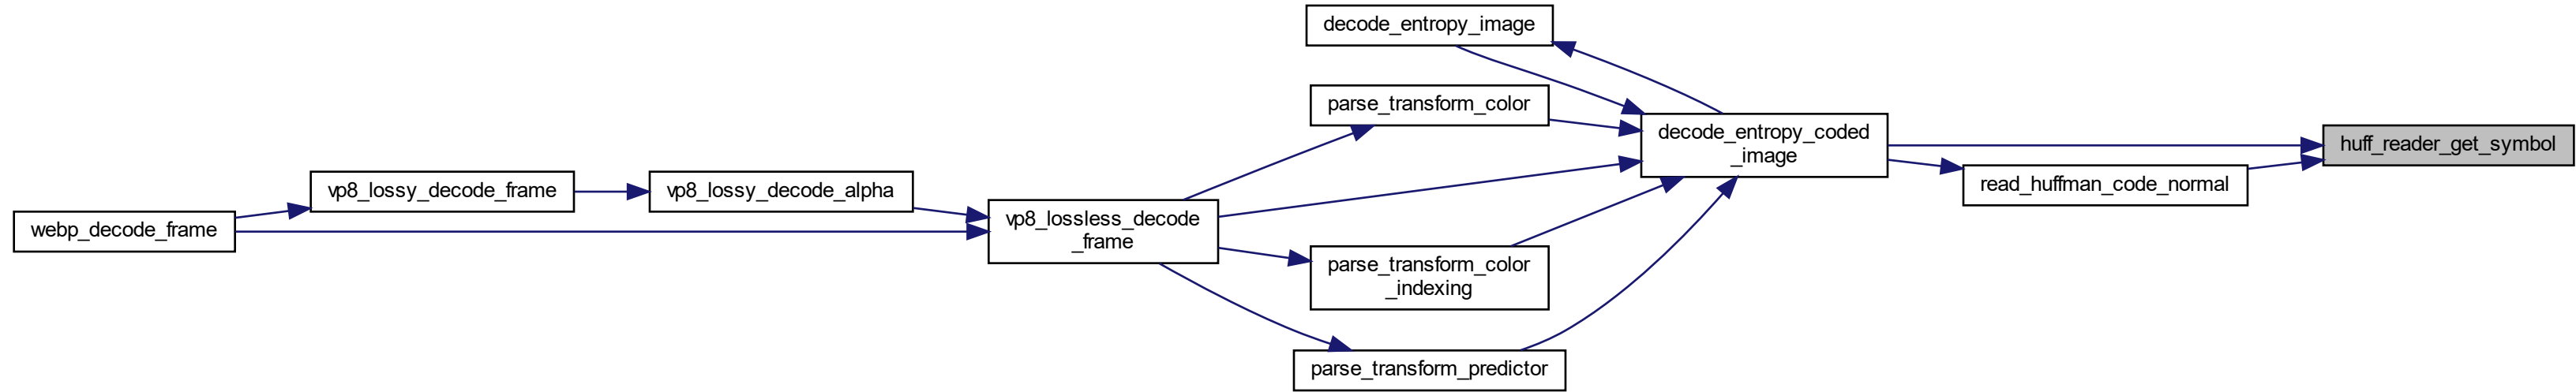 decode_entropy_image
parse_transform_color
decode_entropy_coded
_image
huff_reader_get_symbol
read_huffman_code_normal
vp8_lossy_decode_frame
vp8_lossy_decode_alpha
webp_decode_frame
vp8_lossless_decode
_frame
parse_transform_color
_indexing
parse_transform_predictor